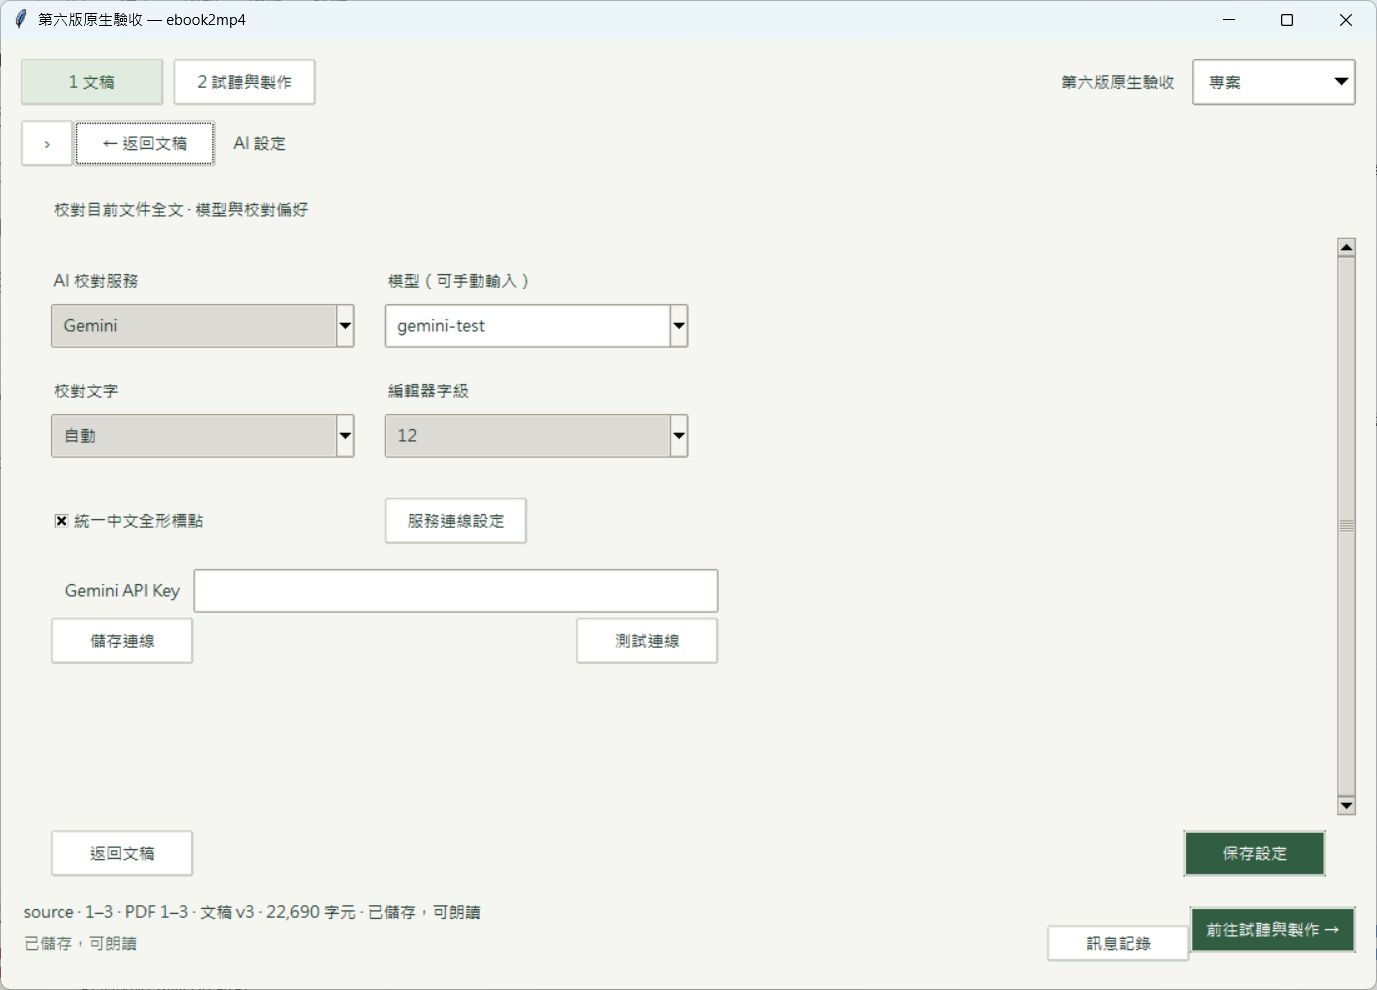 第六版原生驗收 — ebook2mp4
1 文稿 2 試聽與製作 第六版原生驗收 專案
› ← 返回文稿 AI 設定
校對目前文件全文 · 模型與校對偏好
AI 校對服務 模型（可手動輸入）
Gemini gemini-test
校對文字 編輯器字級
自動 12
統一中文全形標點 服務連線設定
Gemini API Key
儲存連線 測試連線
返回文稿 保存設定
source · 1–3 · PDF 1–3 · 文稿 v3 · 22,690 字元 · 已儲存，可朗讀
前往試聽與製作 →
已儲存，可朗讀 訊息記錄